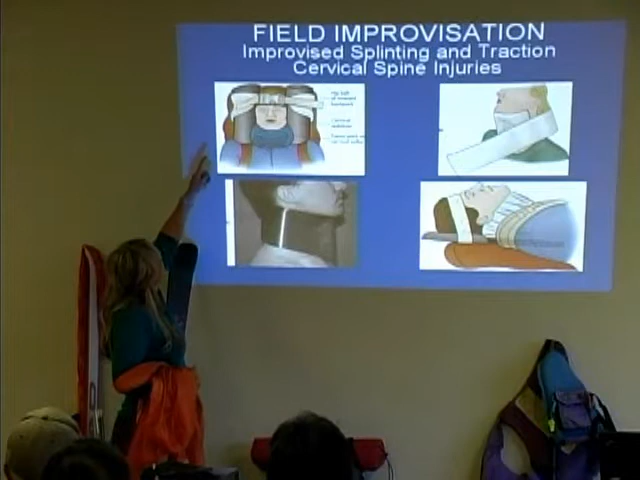 FIELD IMPROVISATION
Improvised Splinting and Traction
Cervical Spine Injuries